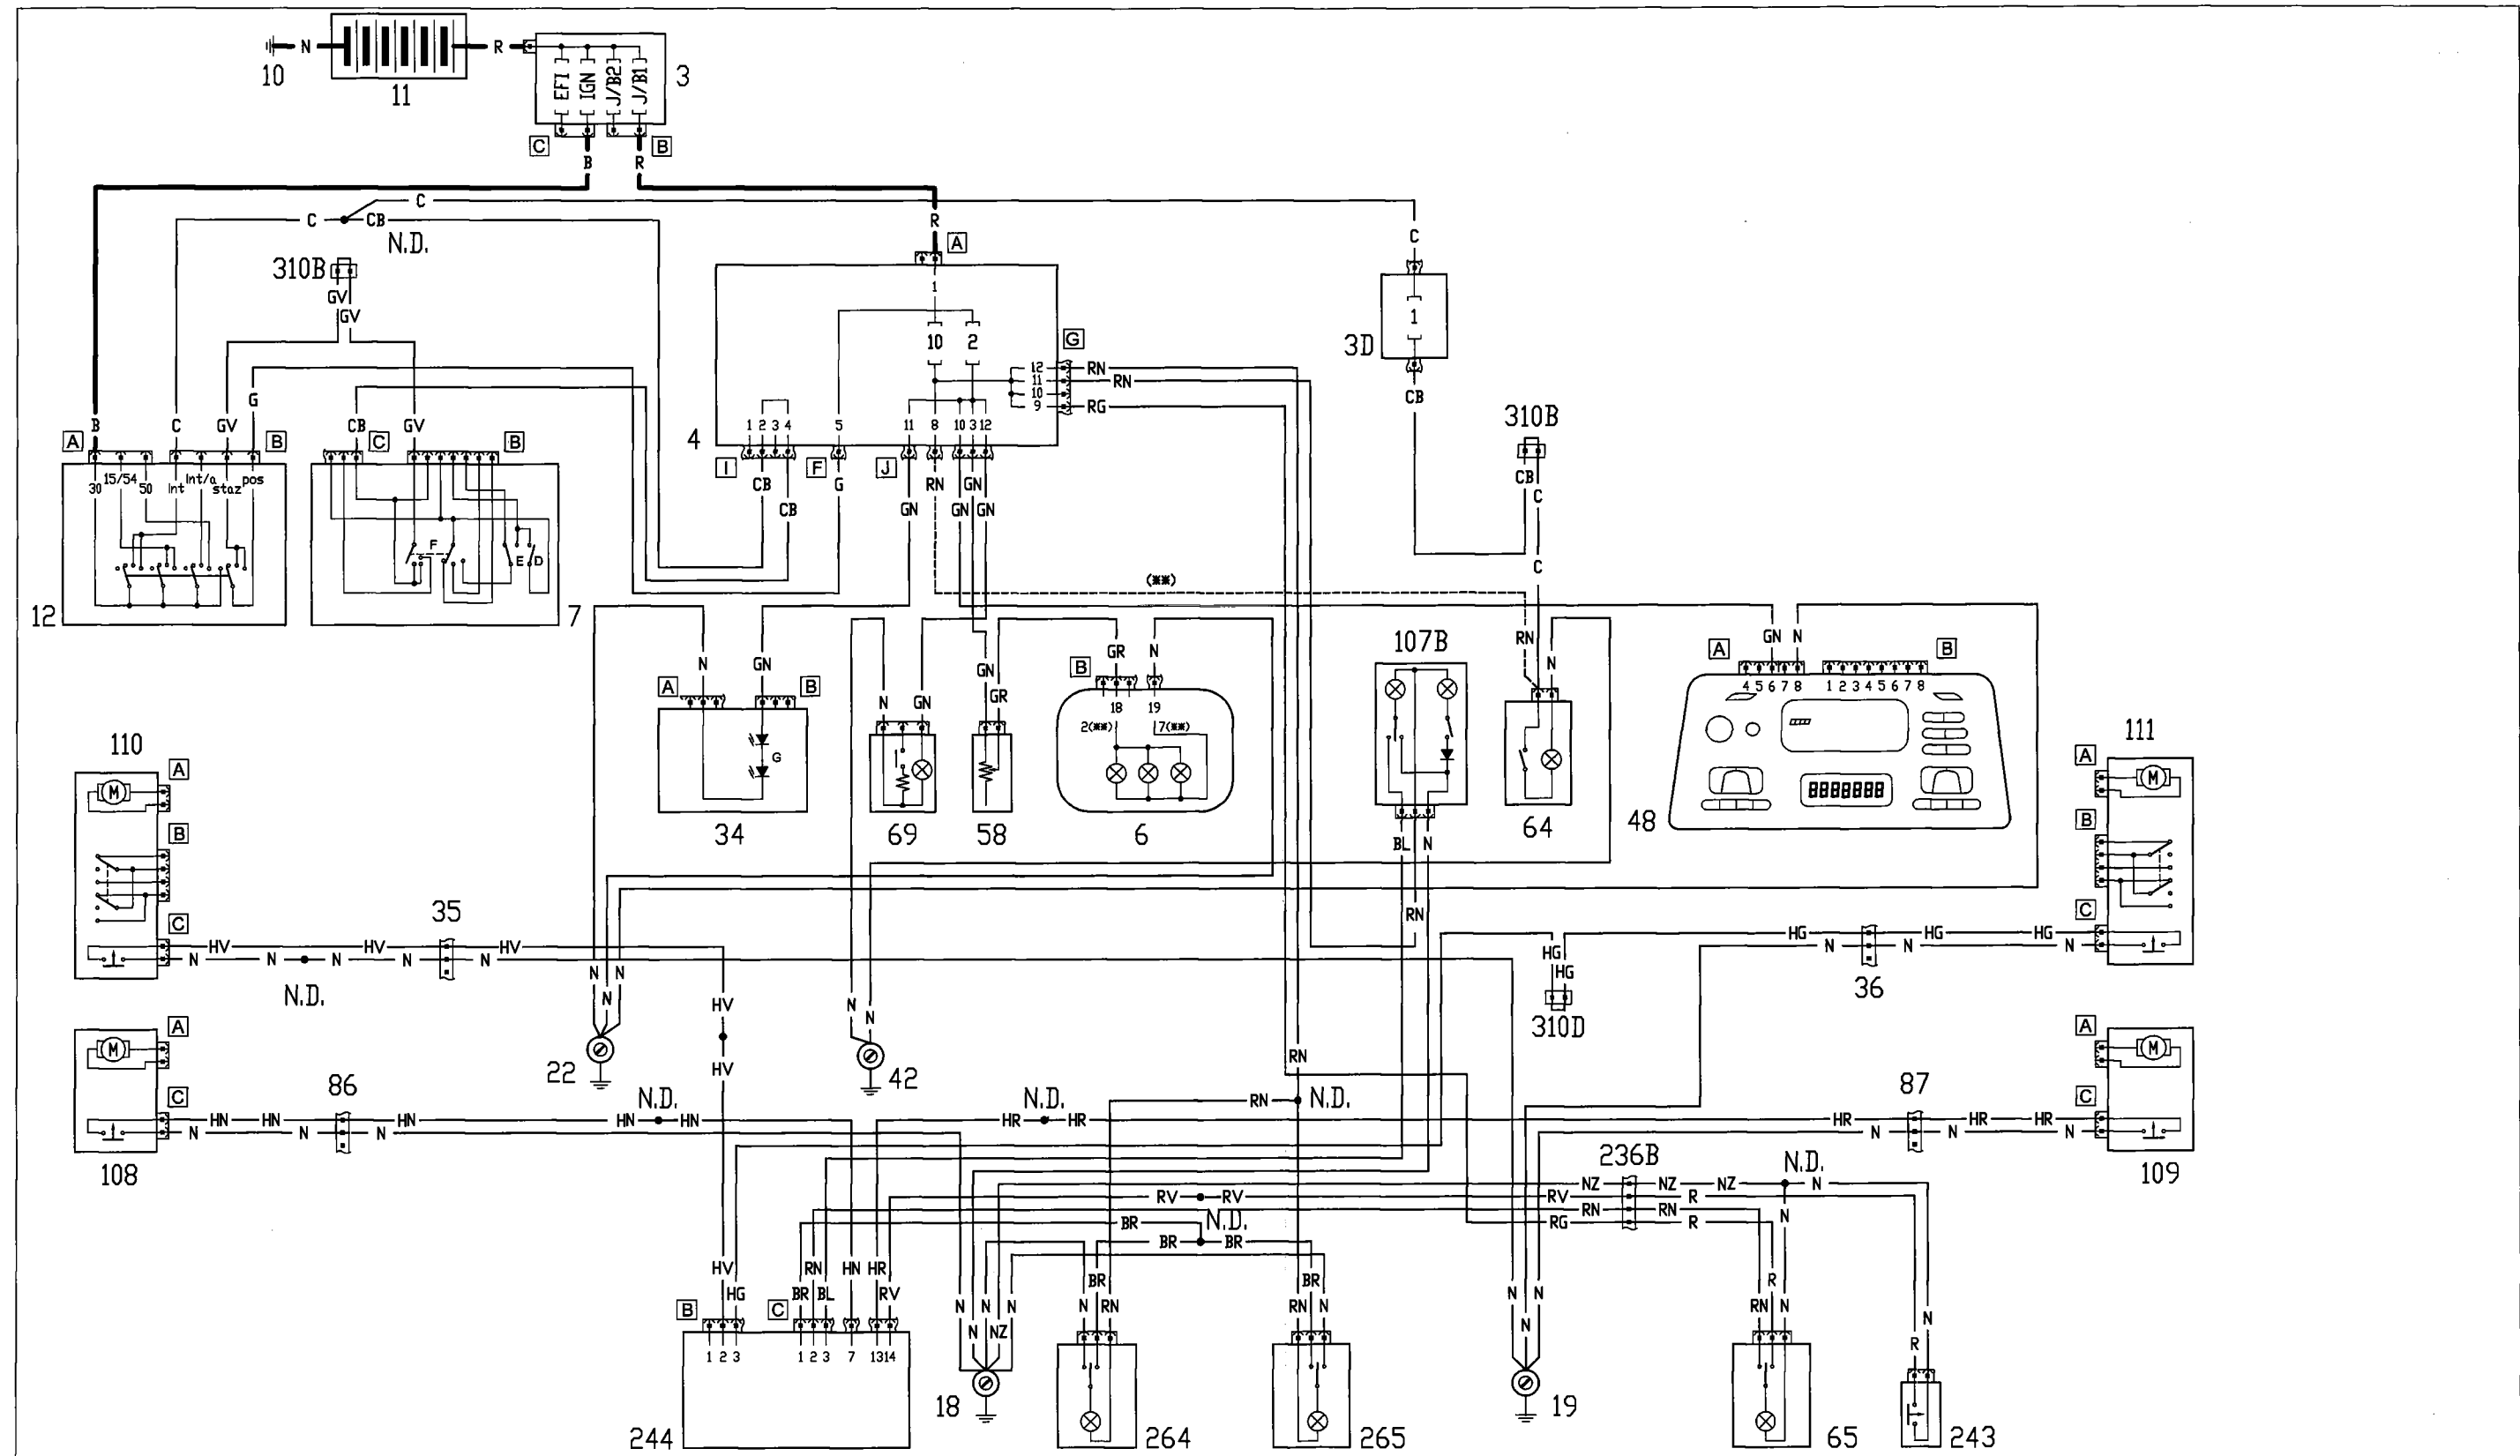 N R
10 11 3
EFI IGN J/B2 J/B1
C B
B R
C
C CB C
N.D. R
310B A C
GV
GV
1
10 2 G
1
3D
12 RN
11 RN
10
9 RG
CB
310B
G
B C GV CB GV
A B C B
4
1 2 3 4 5 11 8 10 3 12
I F J
CB G RN GN
CB GN GN GN
CB C
C
30 15/54 50 int int/a staz pos
F E D
12 7
(**)
N GN GN GR GR N RN N GN N
107B
A B N GN B A B
18 19
4 5 6 7 8 1 2 3 4 5 6 7 8
2(**) 7(**)
G
8888888
110 111
A A
M M
34 69 58 6 64 48
B B
BL N
RN
C C
35
HV HV HV
N N N N N
N.D.
HG HG HG
N N N
HG
HG
36
310D
N N N
N N
HV
HV
A A
M M
22 42
RN
108 109
C C
86 87
HN HN HN HN N.D. HN
N N N
RN N.D.
HR N.D. HR HR HR HR
N N N
236B
N.D.
NZ NZ NZ N
RV RV RV R
RN RN
N.D.
BR RG R
BR BR
N
HV RN HN HR
HG BR BL RV
BR BR
R
N N N N RN RN N
N NZ
N N
N
RN N
N
R
B C
1 2 3 1 2 3 7 13 14
244 18 264 265 19 65 243